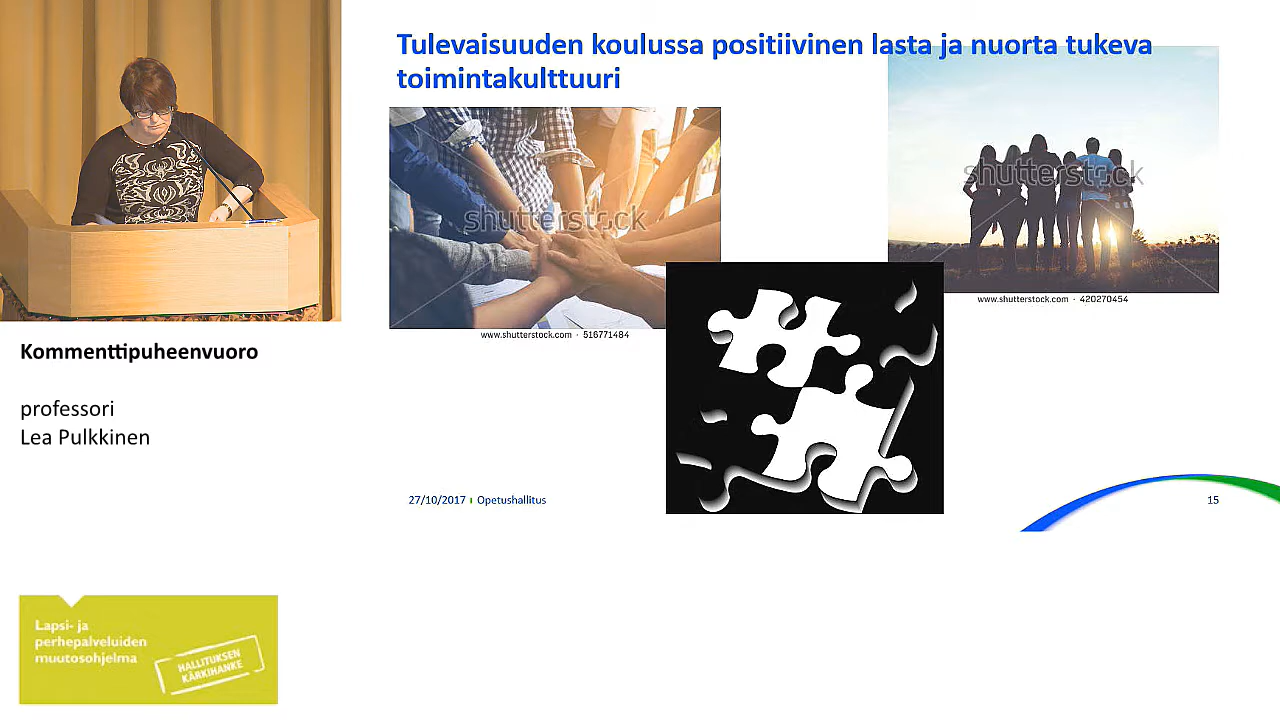 Tulevaisuuden koulussa positiivinen lasta ja nuorta tukeva
toimintakulttuuri
shutterstock
shutterstock
www.shutterstock.com · 420270454
www.shutterstock.com · 516771484
Kommenttipuheenvuoro
professori
Lea Pulkkinen
27/10/2017 Opetushallitus
15
Lapsi- ja
perhepalveluiden
muutosohjelma
HALLITUKSEN
KÄRKIHANKE